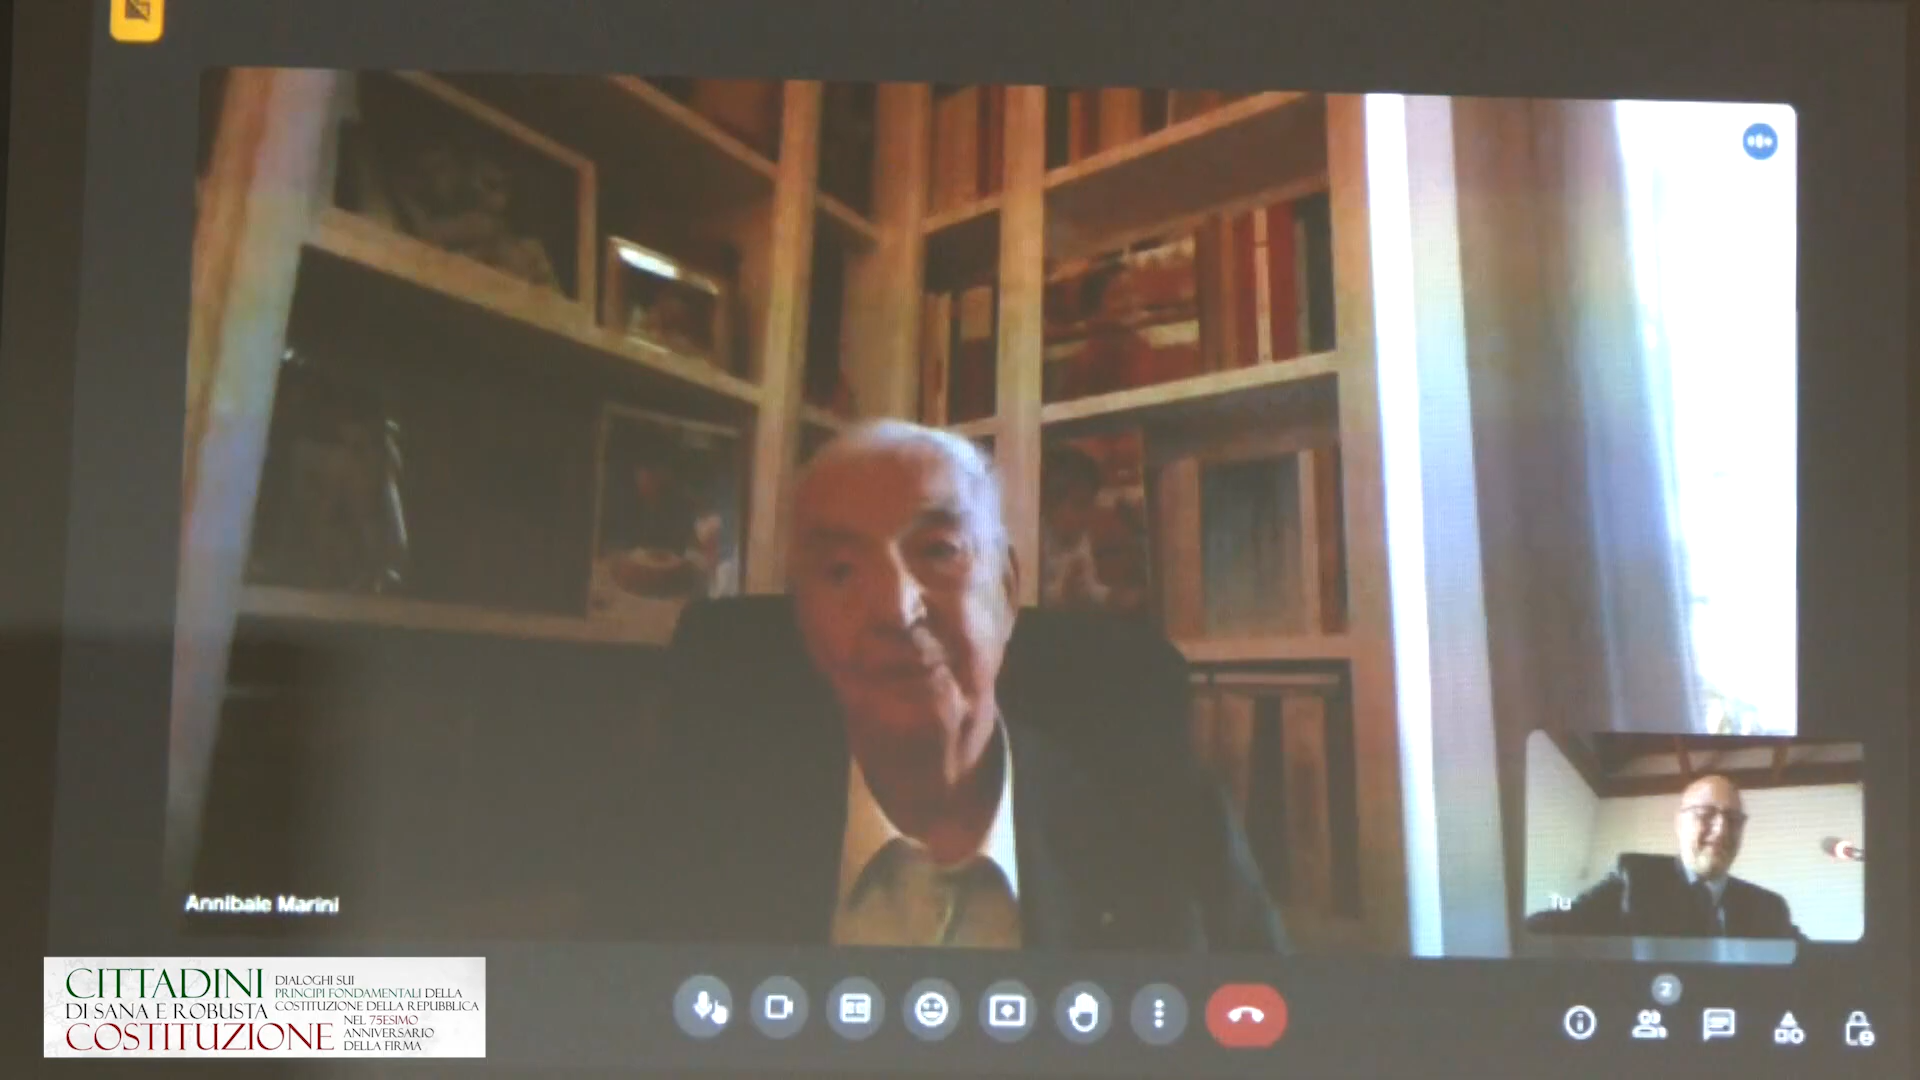 Annibale Marini
Tu
CITTADINI
DI SANA E ROBUSTA
COSTITUZIONE
DIALOGHI SUI
PRINCIPI FONDAMENTALI DELLA
COSTITUZIONE DELLA REPUBBLICA
NEL 75ESIMO
ANNIVERSARIO
DELLA FIRMA
2